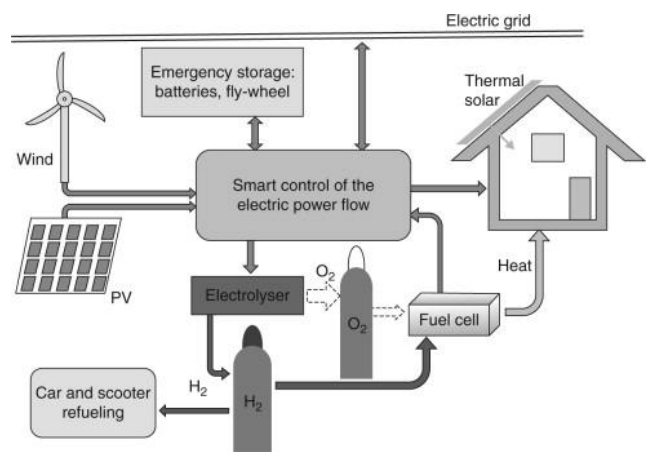 Electric grid
Emergency storage:
batteries, fly-wheel
Thermal
solar
Wind
Smart control of the
electric power flow
PV
Heat
O2
Electrolyser
O2
Fuel cell
H2
H2
Car and scooter
refueling